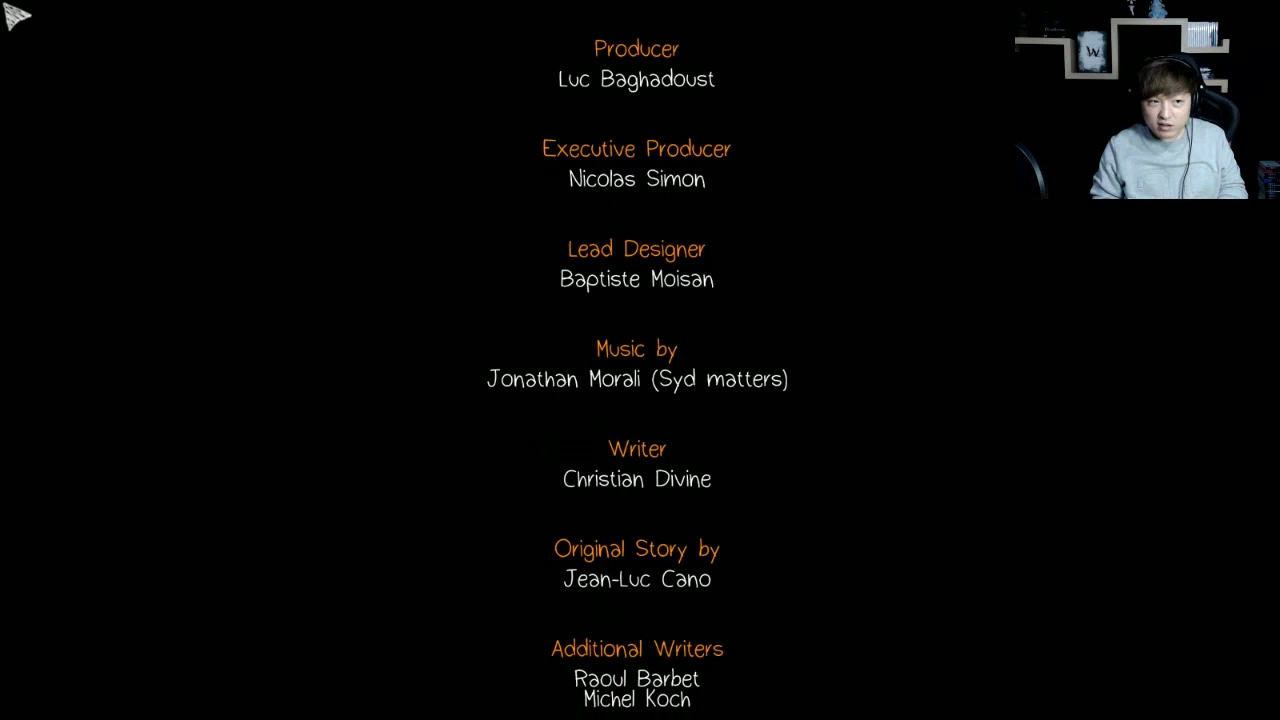 Producer
Luc Baghadoust
Executive Producer
Nicolas Simon
Lead Designer
Baptiste Moisan
Music by
Jonathan Morali (Syd matters)
Writer
Christian Divine
Original Story by
Jean-Luc Cano
Additional Writers
Raoul Barbet
Michel Koch
W